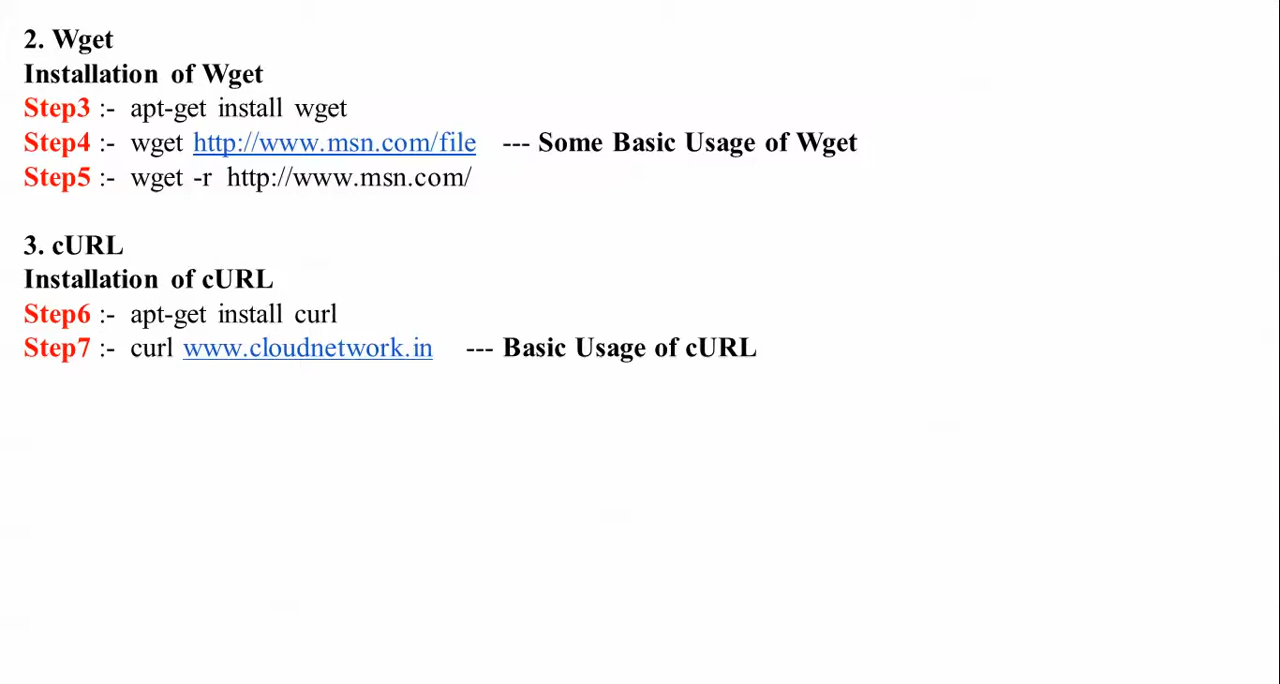 2. Wget
Installation of Wget
Step3 :- apt-get install wget
Step4 :- wget http://www.msn.com/file --- Some Basic Usage of Wget
Step5 :- wget -r http://www.msn.com/
3. cURL
Installation of cURL
Step6 :- apt-get install curl
Step7 :- curl www.cloudnetwork.in --- Basic Usage of cURL